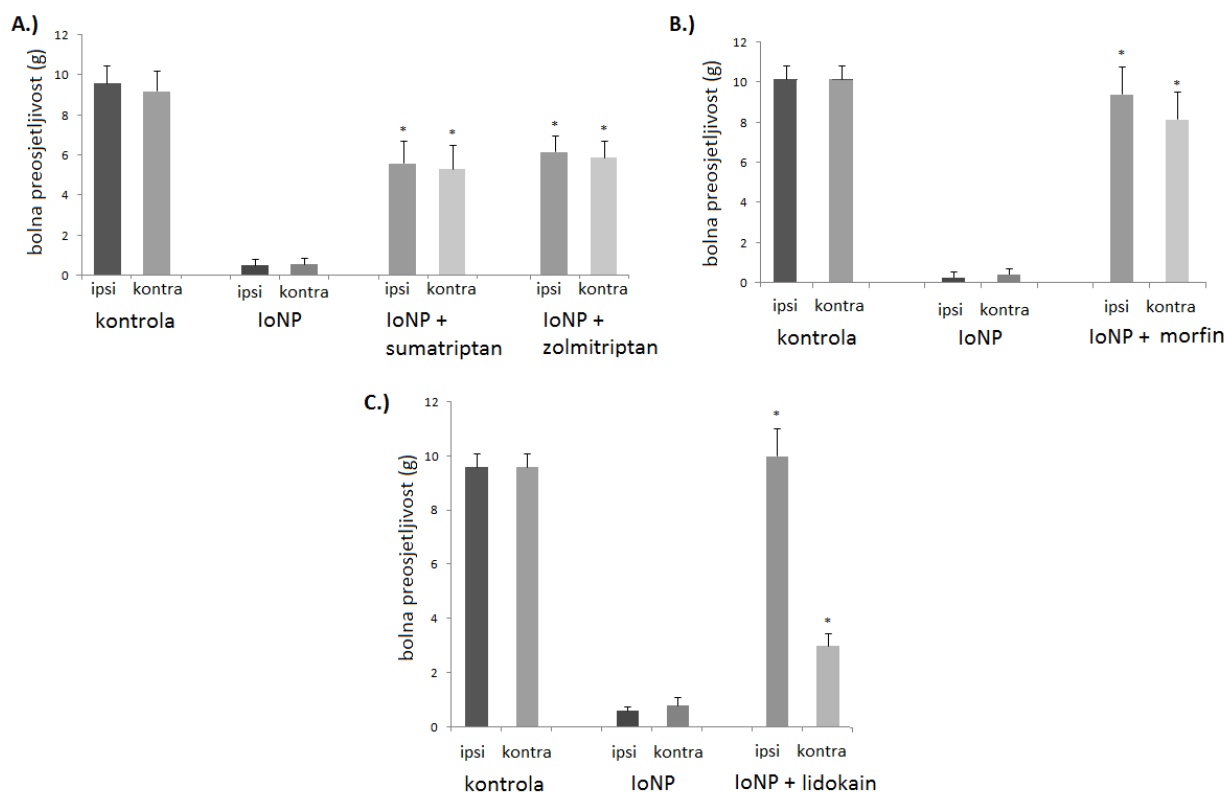 A.)
bolna preosjetljivost (g)
12
10
8
6
4
2
0
* * * *
ipsi kontra ipsi kontra ipsi kontra ipsi kontra
kontrola IoNP IoNP + IoNP +
sumatriptan zolmitriptan
B.)
bolna preosjetljivost (g)
12
10
8
6
4
2
0
* *
ipsi kontra ipsi kontra ipsi kontra
kontrola IoNP IoNP + morfin
C.)
bolna preosjetljivost (g)
12
10
8
6
4
2
0
* *
ipsi kontra ipsi kontra ipsi kontra
kontrola IoNP IoNP + lidokain